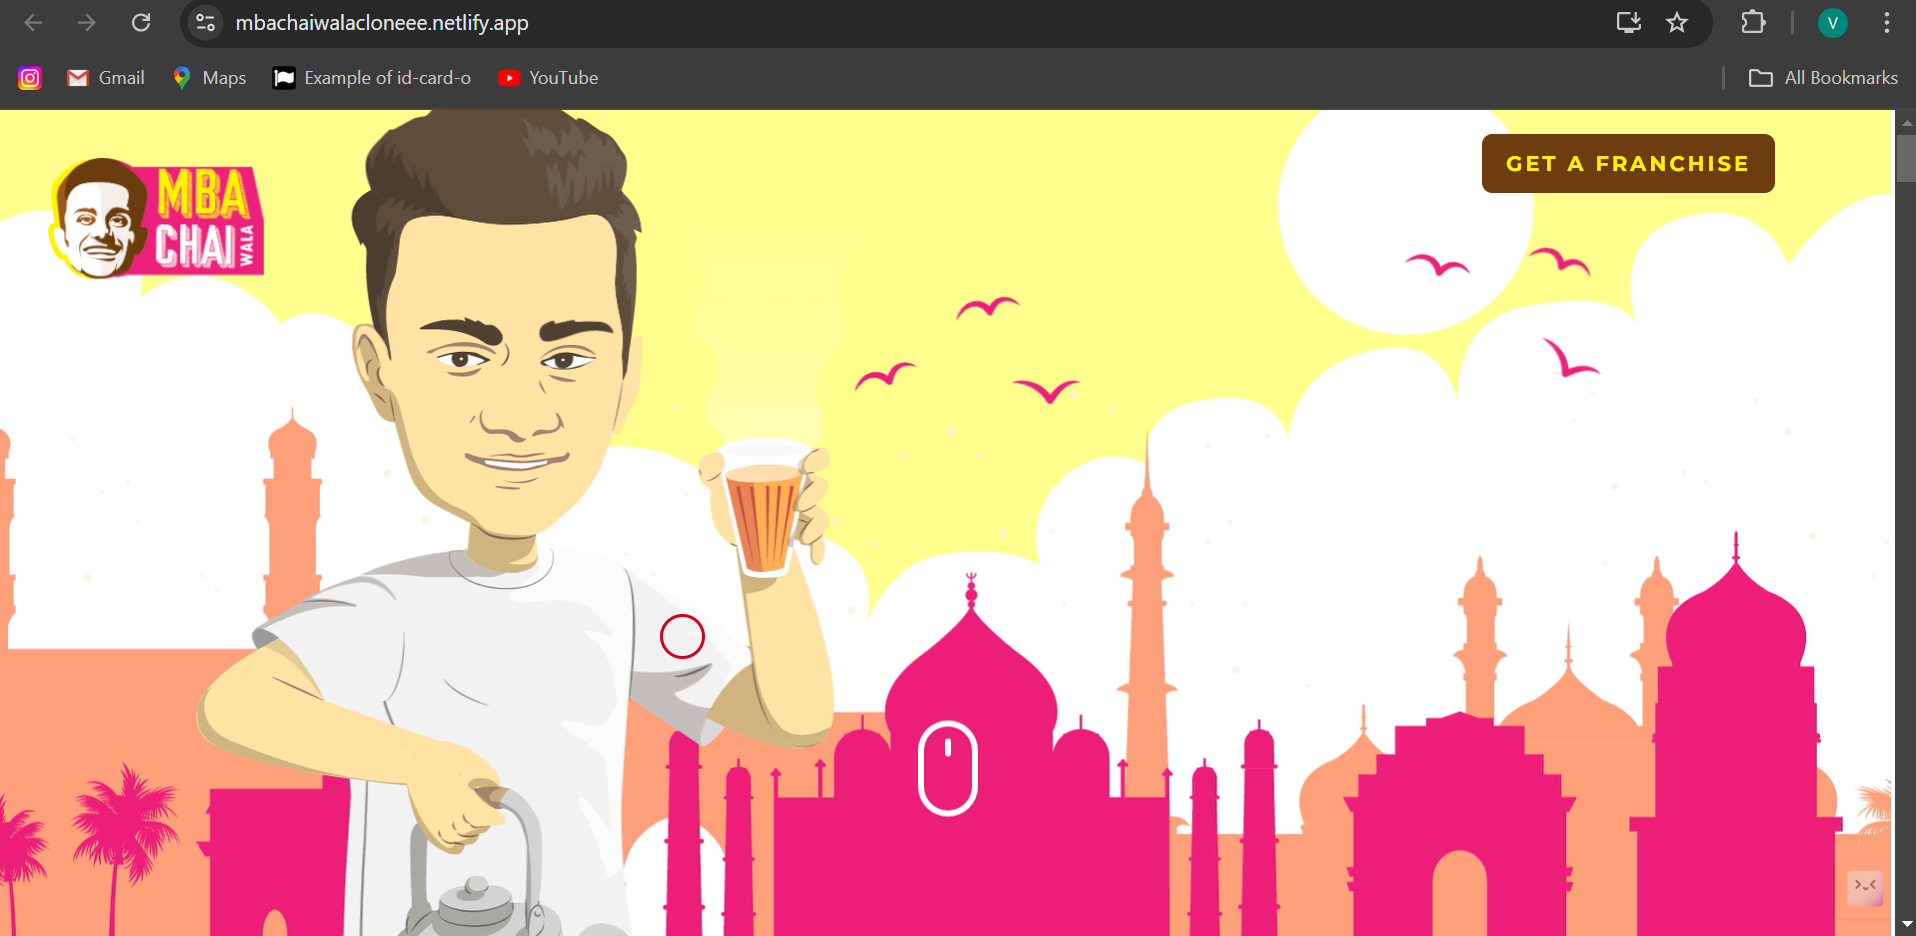 mbachaiwalacloneee.netlify.app
V
Gmail
Maps
Example of id-card-o
YouTube
All Bookmarks
GET A FRANCHISE
MBA
CHAI
WALA